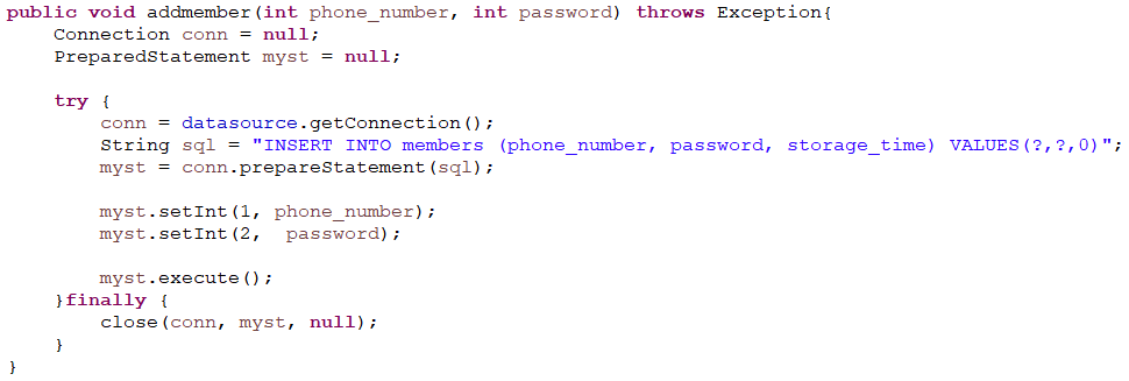 public void addmember(int phone_number, int password) throws Exception{
    Connection conn = null;
    PreparedStatement myst = null;

    try {
        conn = datasource.getConnection();
        String sql = "INSERT INTO members (phone_number, password, storage_time) VALUES(?,?,0)";
        myst = conn.prepareStatement(sql);

        myst.setInt(1, phone_number);
        myst.setInt(2,  password);

        myst.execute();
    }finally {
        close(conn, myst, null);
    }
}